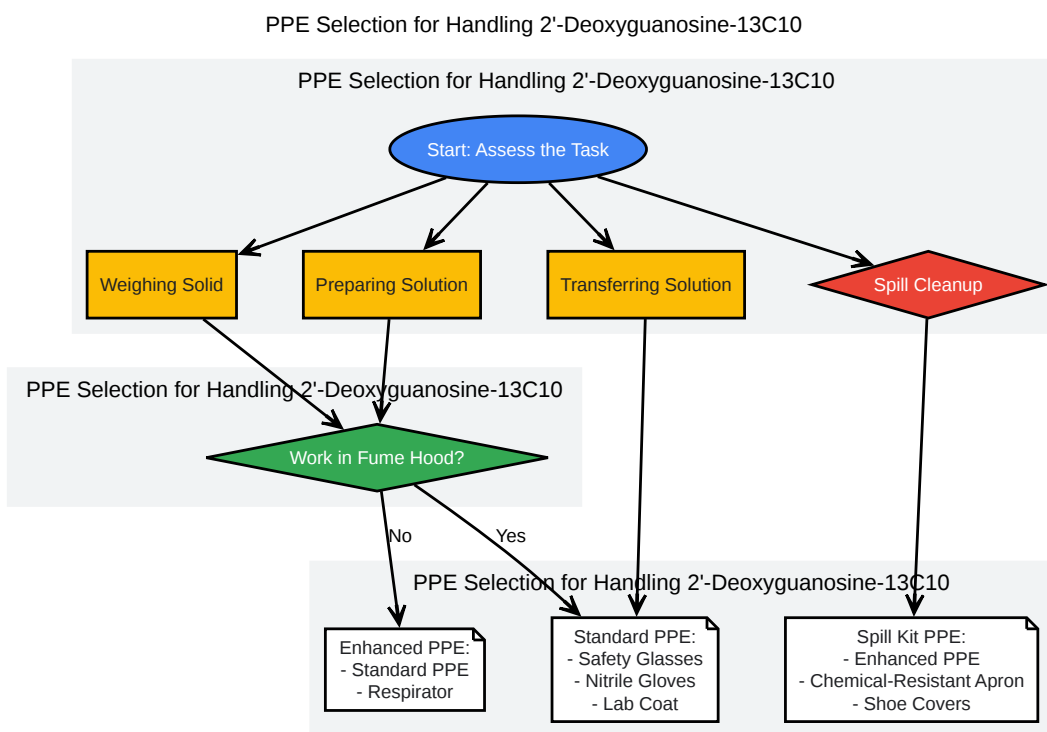 PPE Selection for Handling 2'-Deoxyguanosine-13C10
PPE Selection for Handling 2'-Deoxyguanosine-13C10
Start: Assess the Task
Weighing Solid
Preparing Solution
Transferring Solution
Spill Cleanup
PPE Selection for Handling 2'-Deoxyguanosine-13C10
Work in Fume Hood?
No
Yes
PPE Selection for Handling 2'-Deoxyguanosine-13C10
Enhanced PPE:
- Standard PPE
- Respirator
Standard PPE:
- Safety Glasses
- Nitrile Gloves
- Lab Coat
Spill Kit PPE:
- Enhanced PPE
- Chemical-Resistant Apron
- Shoe Covers